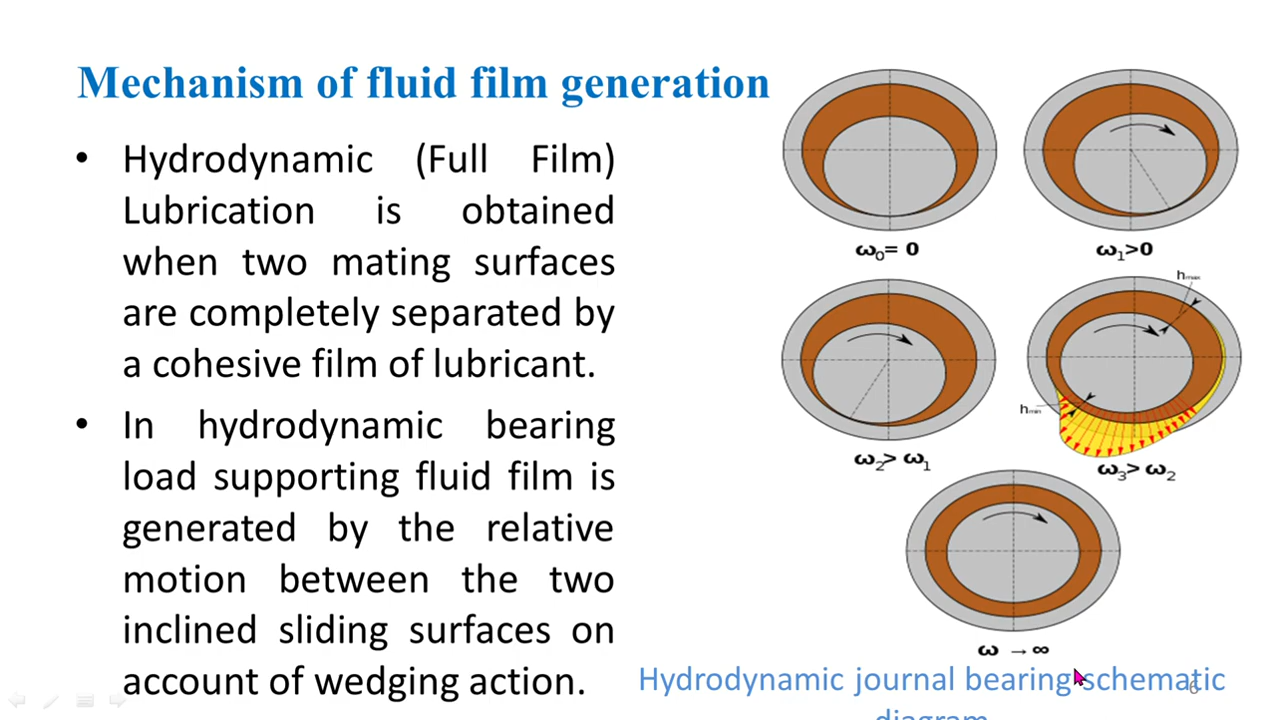 Mechanism of fluid film generation
• Hydrodynamic (Full Film)
Lubrication is obtained
when two mating surfaces
are completely separated by
a cohesive film of lubricant.
• In hydrodynamic bearing
load supporting fluid film is
generated by the relative
motion between the two
inclined sliding surfaces on
account of wedging action.
ω₀= 0
ω₁>0
hmax
hmin
ω₂> ω₁
ω₃> ω₂
ω → ∞
Hydrodynamic journal bearing schematic
diagram
6